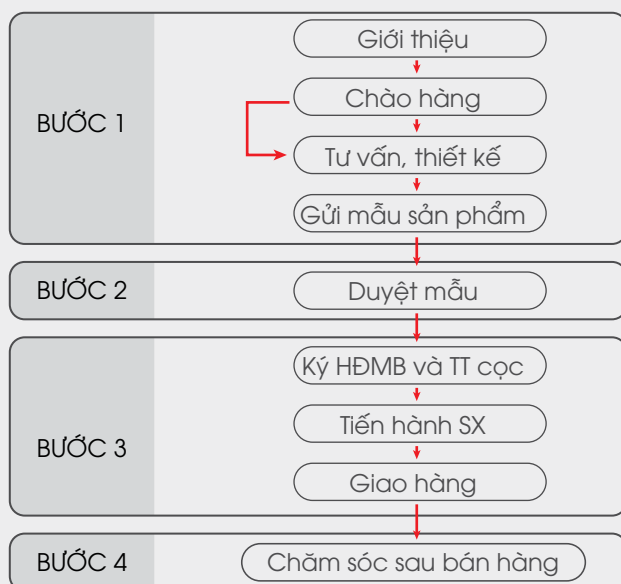 BƯỚC 1
Giới thiệu
Chào hàng
Tư vấn, thiết kế
Gửi mẫu sản phẩm
BƯỚC 2
Duyệt mẫu
BƯỚC 3
Ký HĐMB và TT cọc
Tiến hành SX
Giao hàng
BƯỚC 4
Chăm sóc sau bán hàng